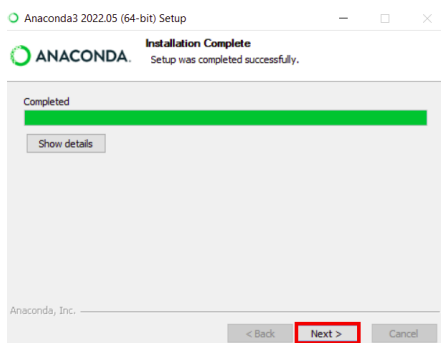 Anaconda3 2022.05 (64-bit) Setup
ANACONDA.
Installation Complete
Setup was completed successfully.
Completed
Show details
Anaconda, Inc.
< Back
Next >
Cancel